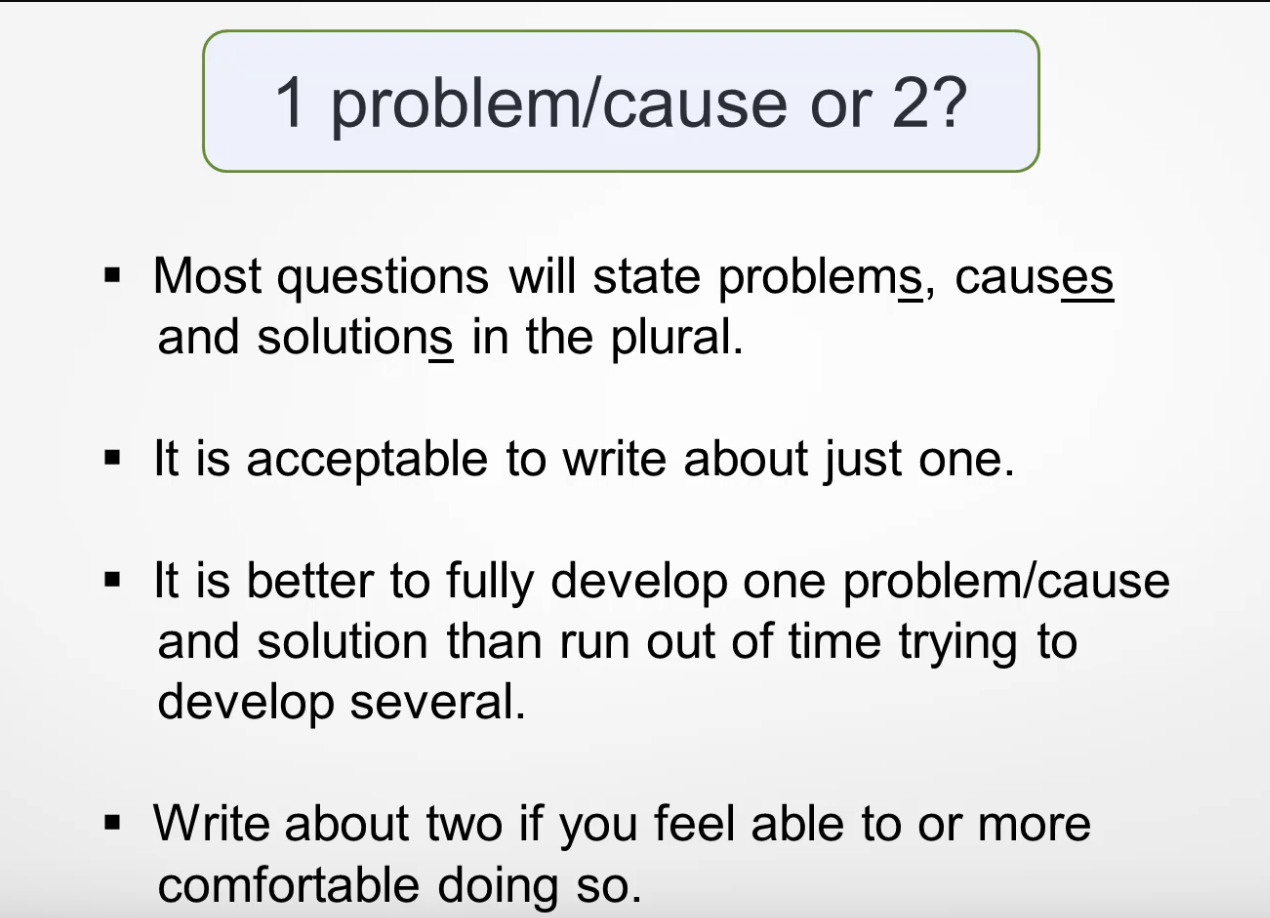 1 problem/cause or 2?
▪ Most questions will state problems, causes
and solutions in the plural.
▪ It is acceptable to write about just one.
▪ It is better to fully develop one problem/cause
and solution than run out of time trying to
develop several.
▪ Write about two if you feel able to or more
comfortable doing so.